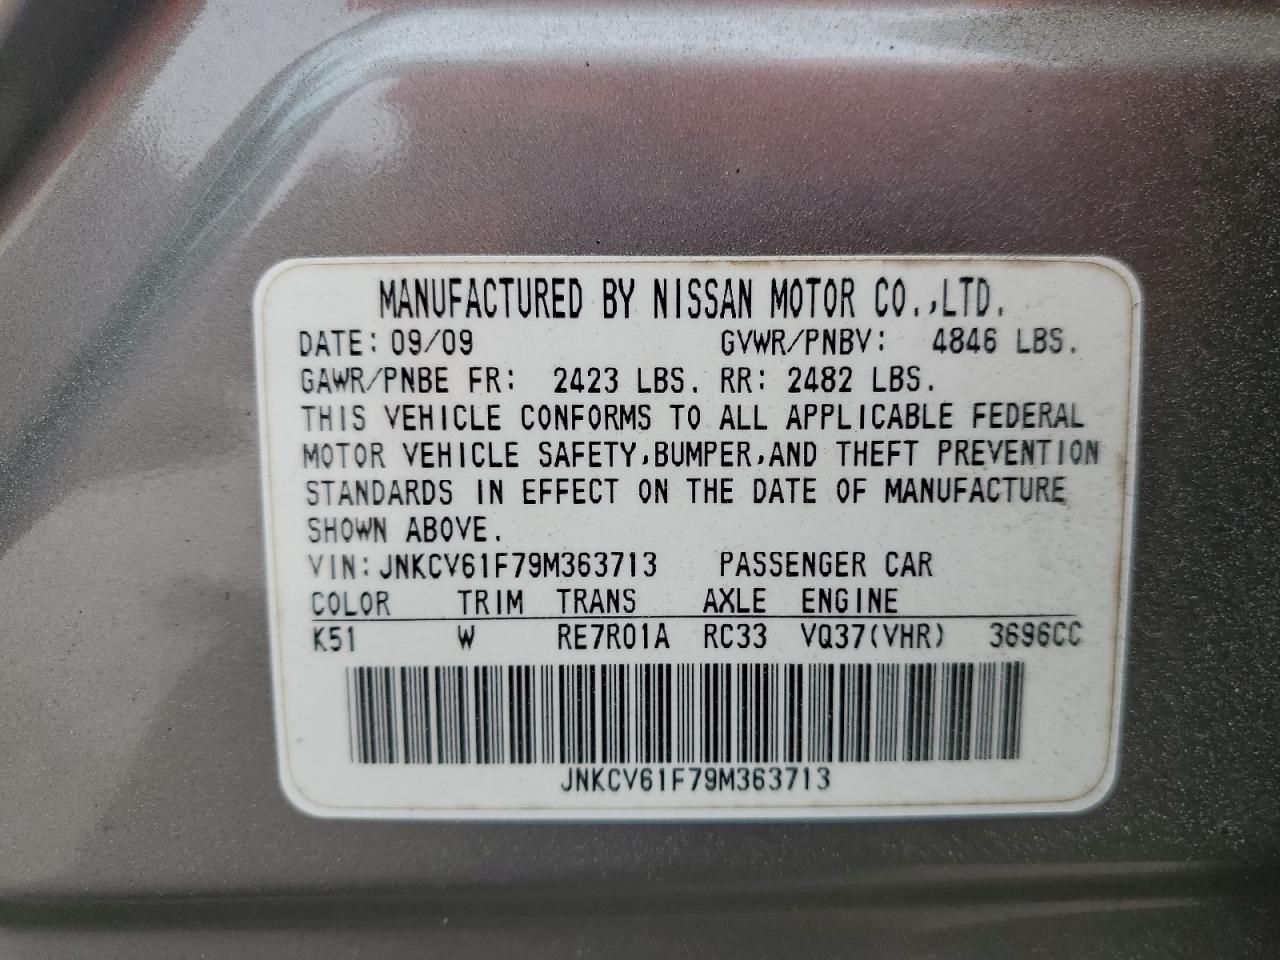 MANUFACTURED BY NISSAN MOTOR CO.,LTD.
DATE: 09/09 GVWR/PNBV: 4846 LBS.
GAWR/PNBE FR: 2423 LBS. RR: 2482 LBS.
THIS VEHICLE CONFORMS TO ALL APPLICABLE FEDERAL
MOTOR VEHICLE SAFETY,BUMPER,AND THEFT PREVENTION
STANDARDS IN EFFECT ON THE DATE OF MANUFACTURE
SHOWN ABOVE.
VIN: JNKCV61F79M363713 PASSENGER CAR
COLOR TRIM TRANS AXLE ENGINE
K51 W RE7R01A RC33 VQ37(VHR) 3696CC
JNKCV61F79M363713